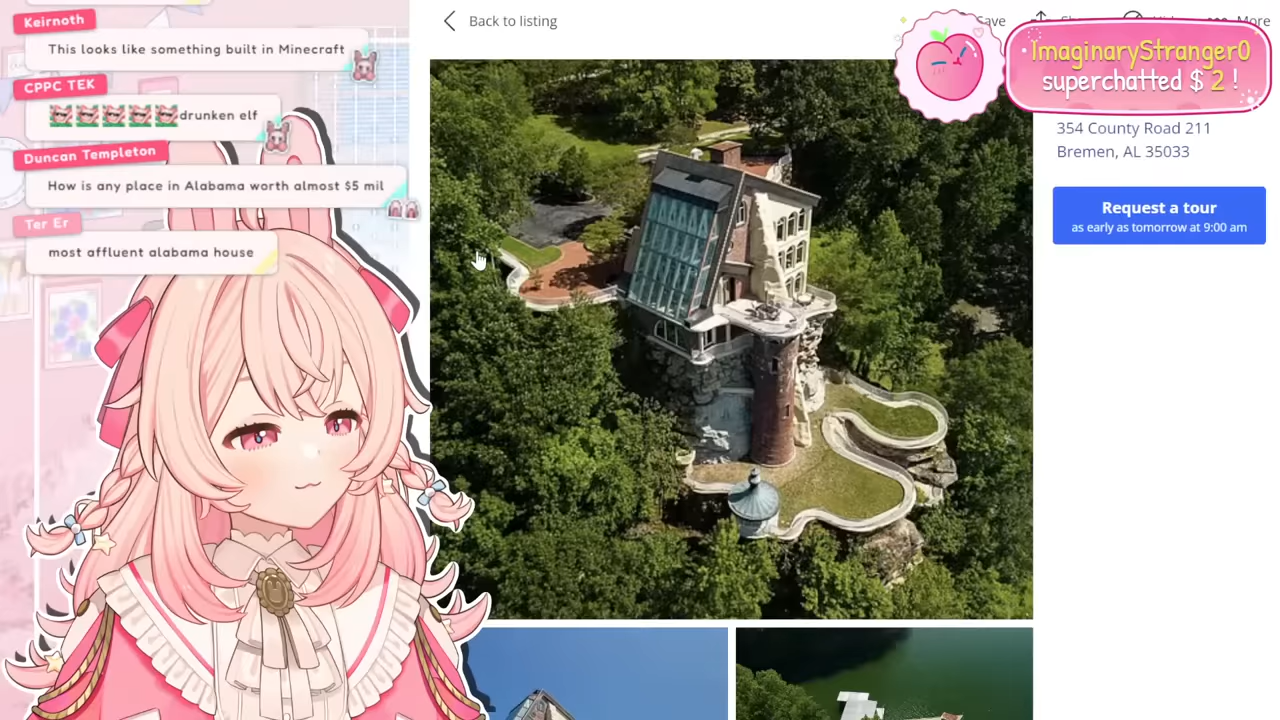 Keirnoth
This looks like something built in Minecraft
CPPC TEK
drunken elf
Duncan Templeton
How is any place in Alabama worth almost $5 mil
Ter Er
most affluent alabama house
Back to listing
Save
More
ImaginaryStranger0
superchatted $ 2 !
354 County Road 211
Bremen, AL 35033
Request a tour
as early as tomorrow at 9:00 am